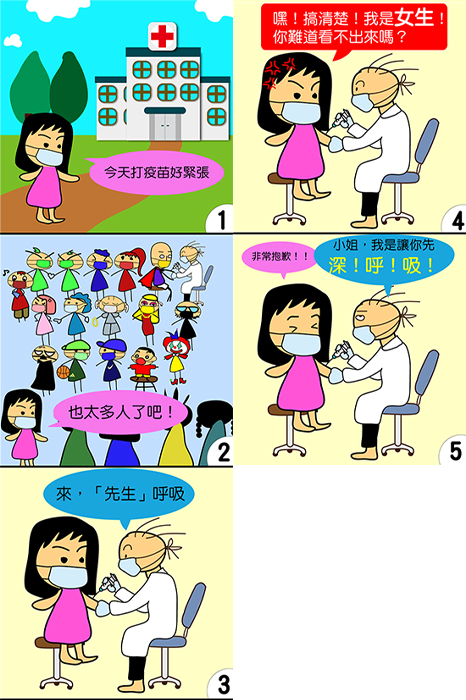 今天打疫苗好緊張
1
也太多人了吧！
2
來，「先生」呼吸
3
嘿！搞清楚！我是女生！
你難道看不出來嗎？
4
非常抱歉！！
小姐，我是讓你先
深！呼！吸！
5